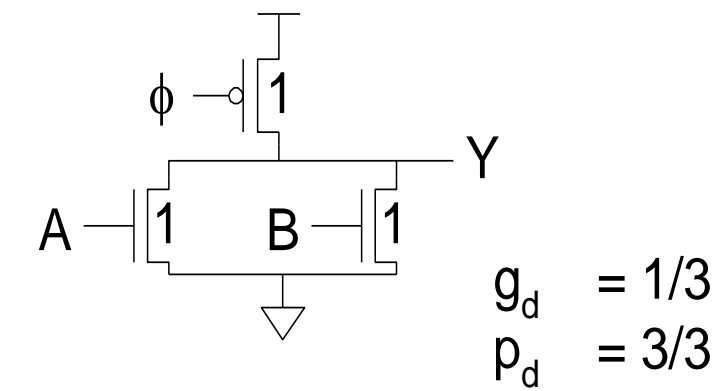 ϕ 1
Y
A 1 B 1
g_d = 1/3
p_d = 3/3